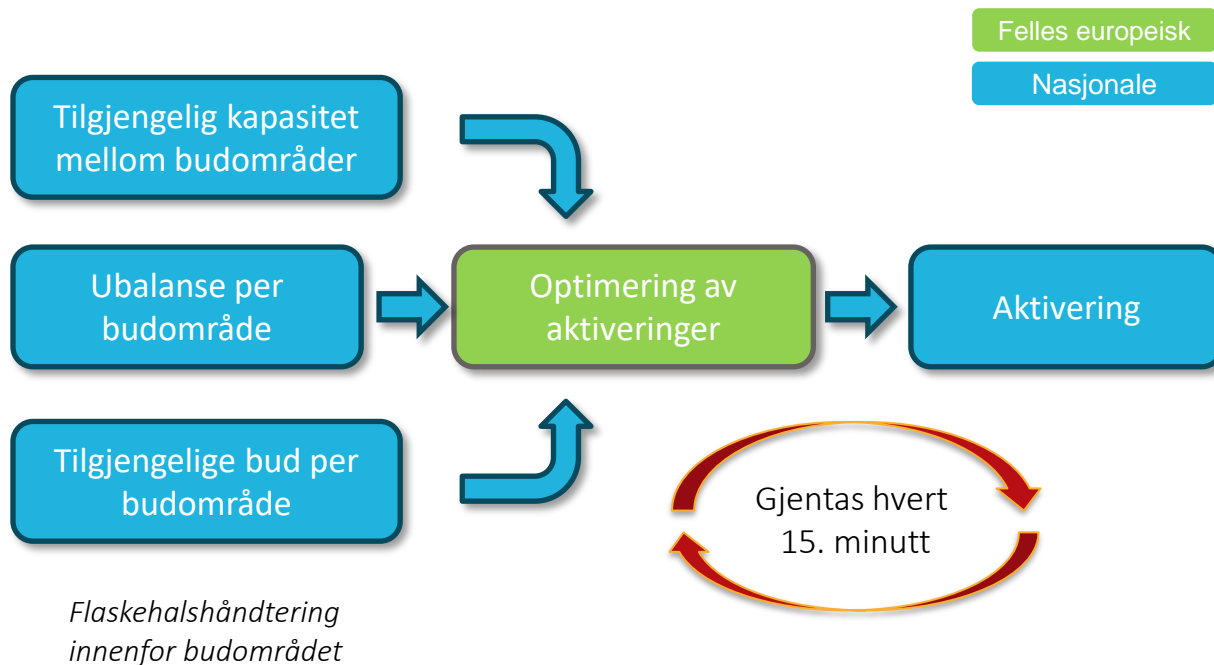 Felles europeisk
Nasjonale
Tilgjengelig kapasitet
mellom budområder
Ubalanse per
budområde
Optimering av
aktiveringer
Aktivering
Tilgjengelige bud per
budområde
Gjentas hvert
15. minutt
Flaskehalshåndtering
innenfor budområdet